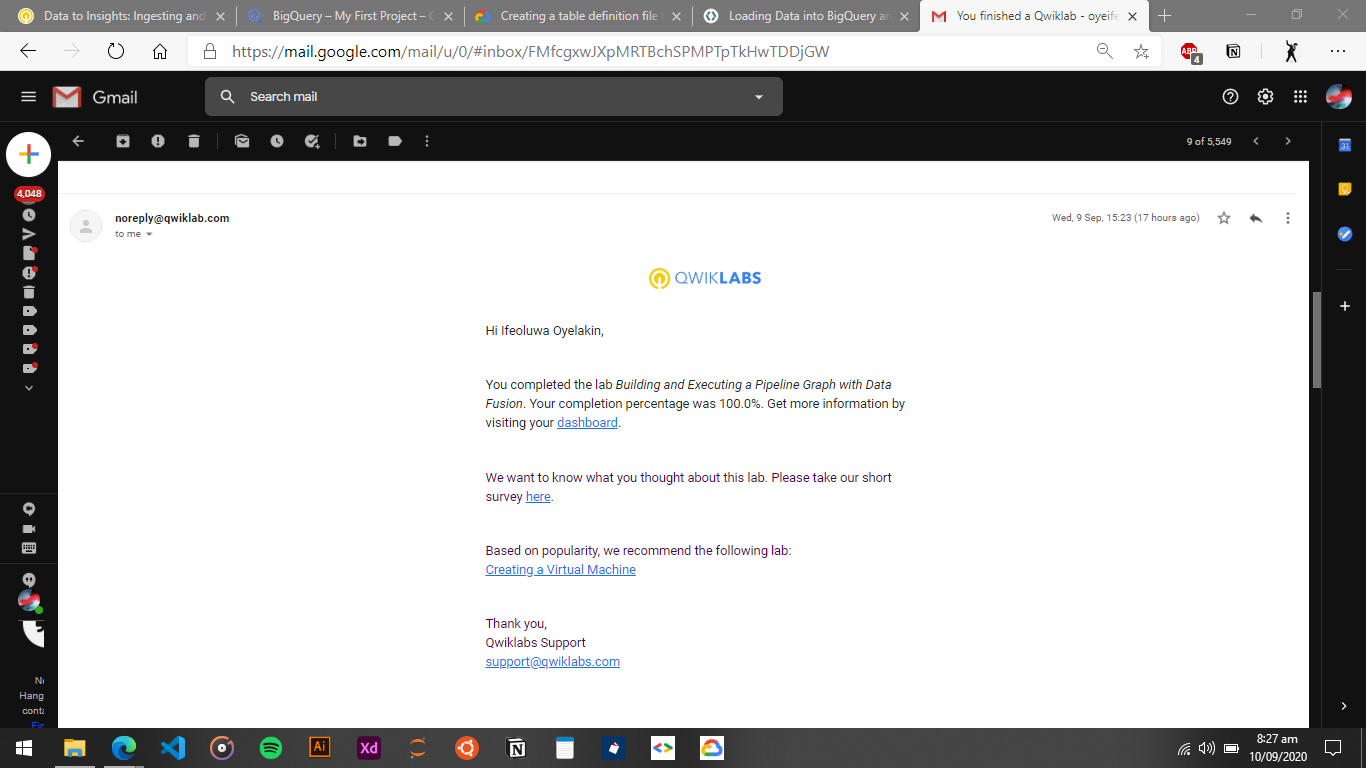 Data to Insights: Ingesting and
BigQuery – My First Project –
Creating a table definition file
Loading Data into BigQuery an
You finished a Qwiklab - oyeife
https://mail.google.com/mail/u/0/#inbox/FMfcgxwJXpMRTBchSPMPTpTkHwTDDjGW
ABP
4
Gmail
Search mail
9 of 5,549
4,048
31
noreply@qwiklab.com
Wed, 9 Sep, 15:23 (17 hours ago)
to me
QWIKLABS
Hi Ifeoluwa Oyelakin,
You completed the lab Building and Executing a Pipeline Graph with Data
Fusion. Your completion percentage was 100.0%. Get more information by
visiting your dashboard.
We want to know what you thought about this lab. Please take our short
survey here.
Based on popularity, we recommend the following lab:
Creating a Virtual Machine
Thank you,
Qwiklabs Support
support@qwiklabs.com
Hang
conta
Ai
Xd
N
8:27 am
10/09/2020